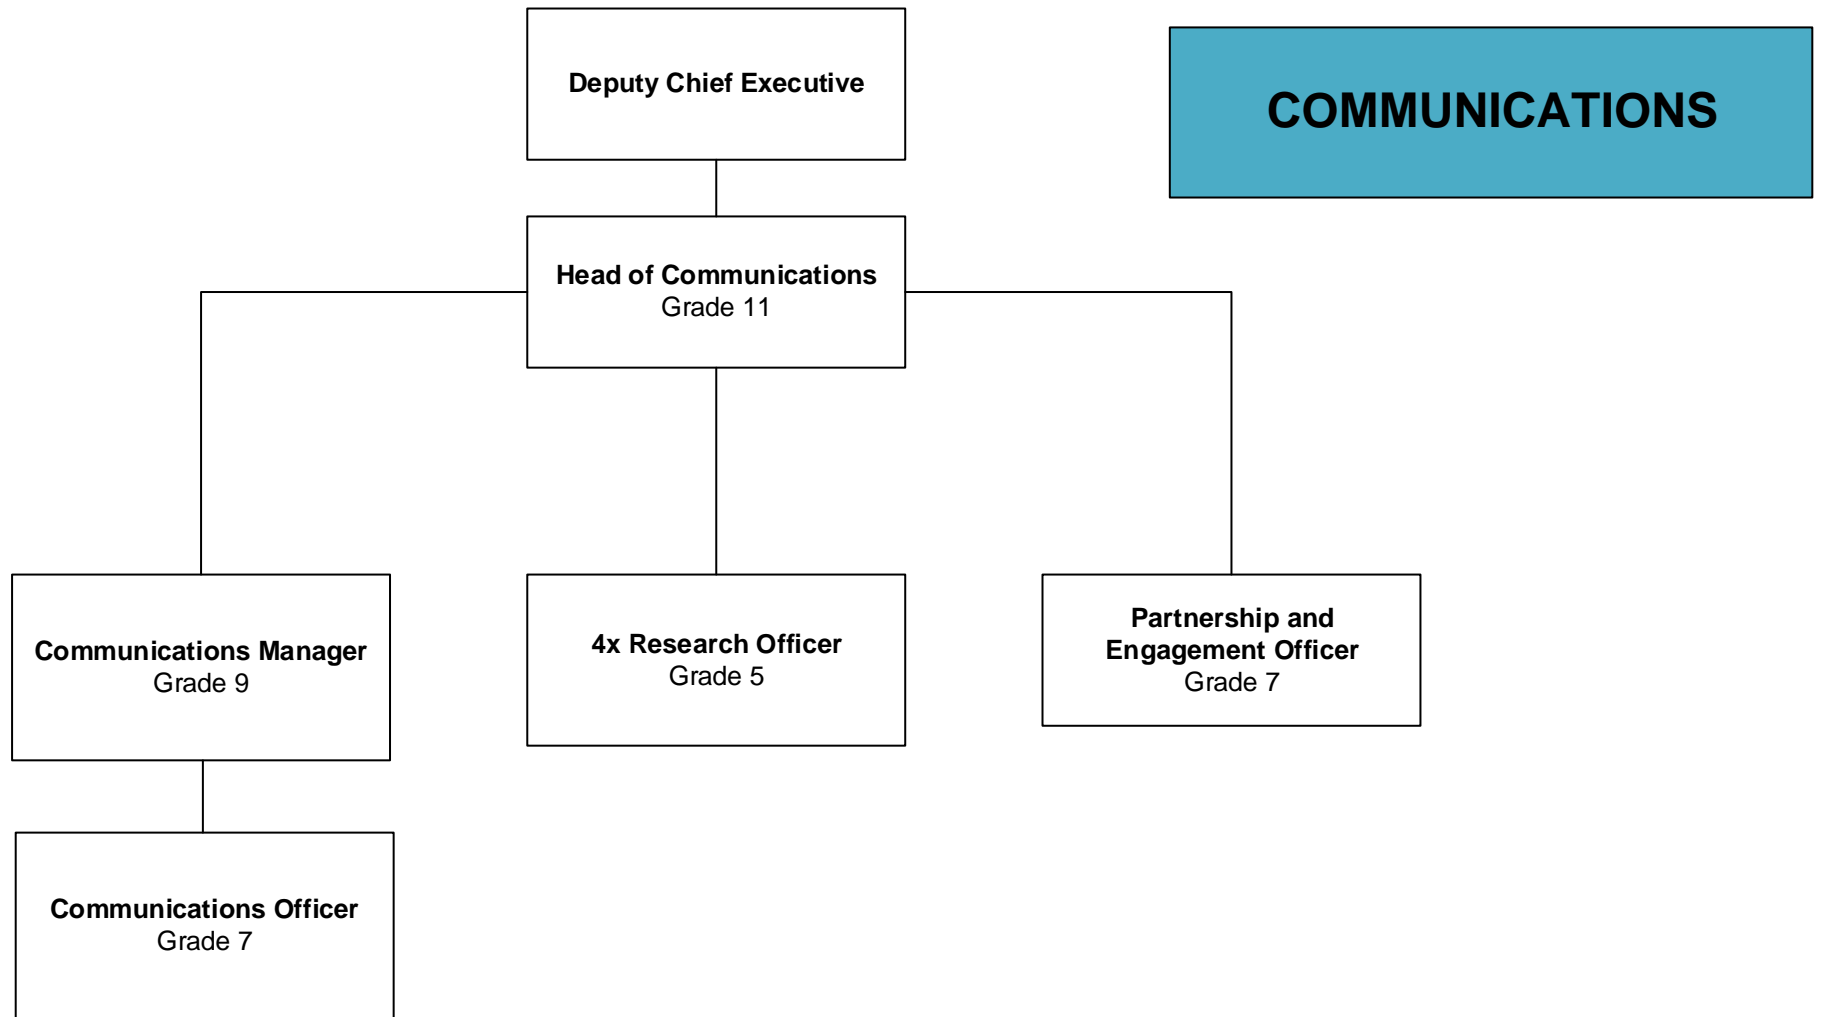 Deputy Chief Executive
COMMUNICATIONS
Head of Communications
Grade 11
Communications Manager
Grade 9
4x Research Officer
Grade 5
Partnership and
Engagement Officer
Grade 7
Communications Officer
Grade 7